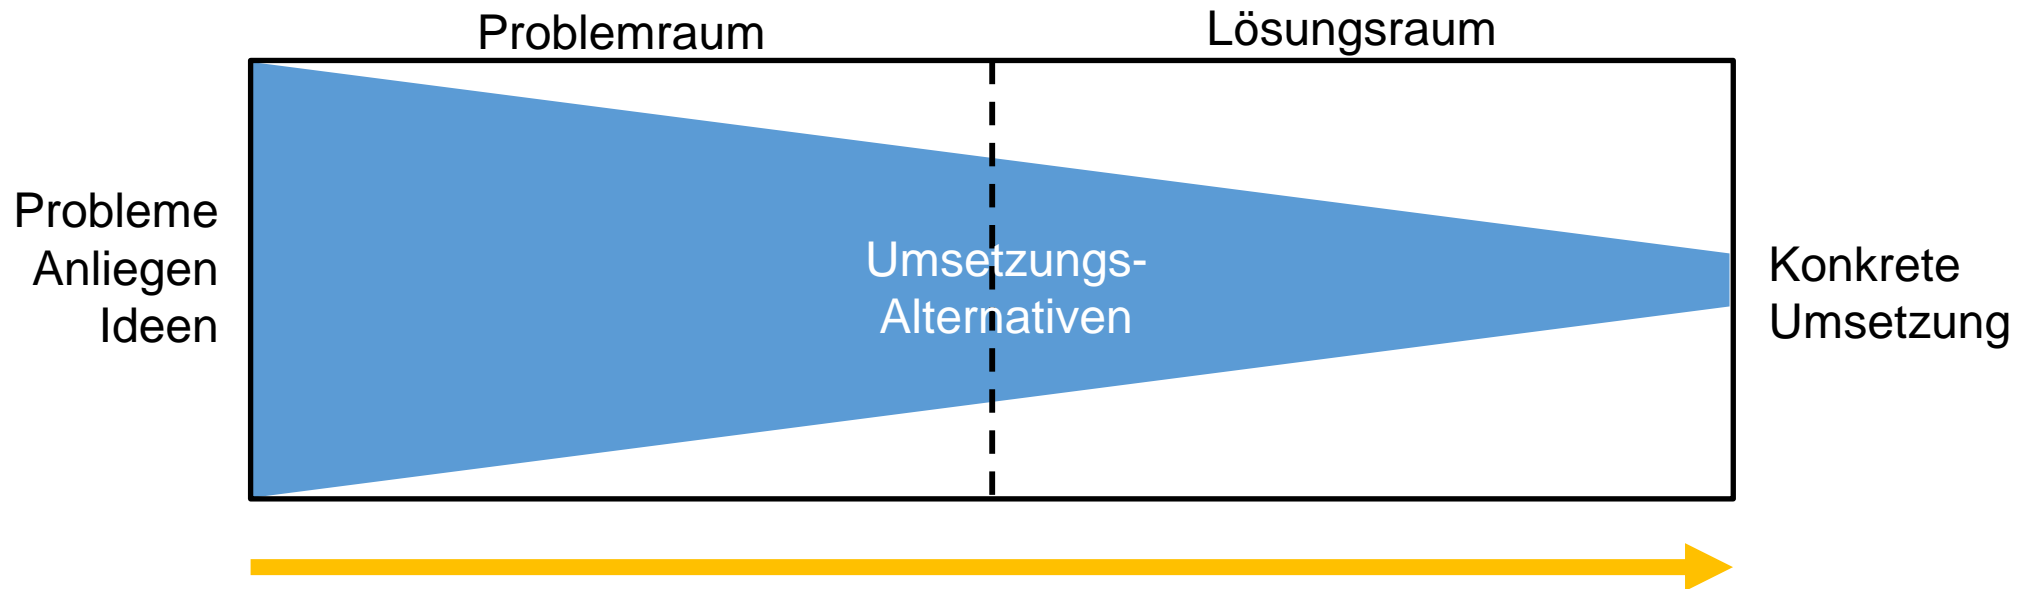 Problemraum
Lösungsraum
Probleme
Anliegen
Ideen
Umsetzungs-
Alternativen
Konkrete
Umsetzung